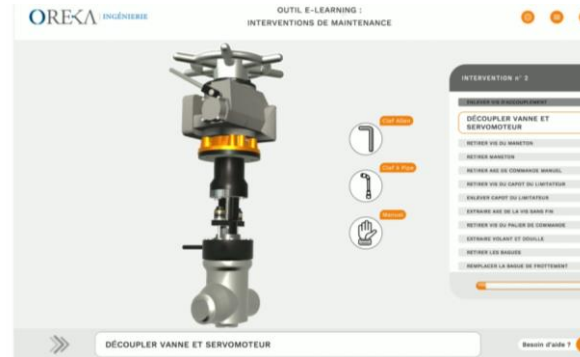 OREKA INGÉNIERIE
OUTIL E-LEARNING :
INTERVENTIONS DE MAINTENANCE
INTERVENTION n° 2
ENLEVER VIS D'ACCOUPLEMENT
DÉCOUPLER VANNE ET
SERVOMOTEUR
RETIRER VIS DU MANETON
RETIRER MANETON
RETIRER AXE DE COMMANDE MANUEL
RETIRER VIS DU CAPOT DU LIMITATEUR
ENLEVER CAPOT DU LIMITATEUR
EXTRAIRE AXE DE LA VIS SANS FIN
RETIRER VIS DU PALIER DE COMMANDE
EXTRAIRE VOLANT ET DOUILLE
RETIRER LES BAGUES
REMPLACER LA BAGUE DE FROTTEMENT
Clef Allen
Clef à Pipe
Manuel
DÉCOUPLER VANNE ET SERVOMOTEUR
Besoin d'aide ?